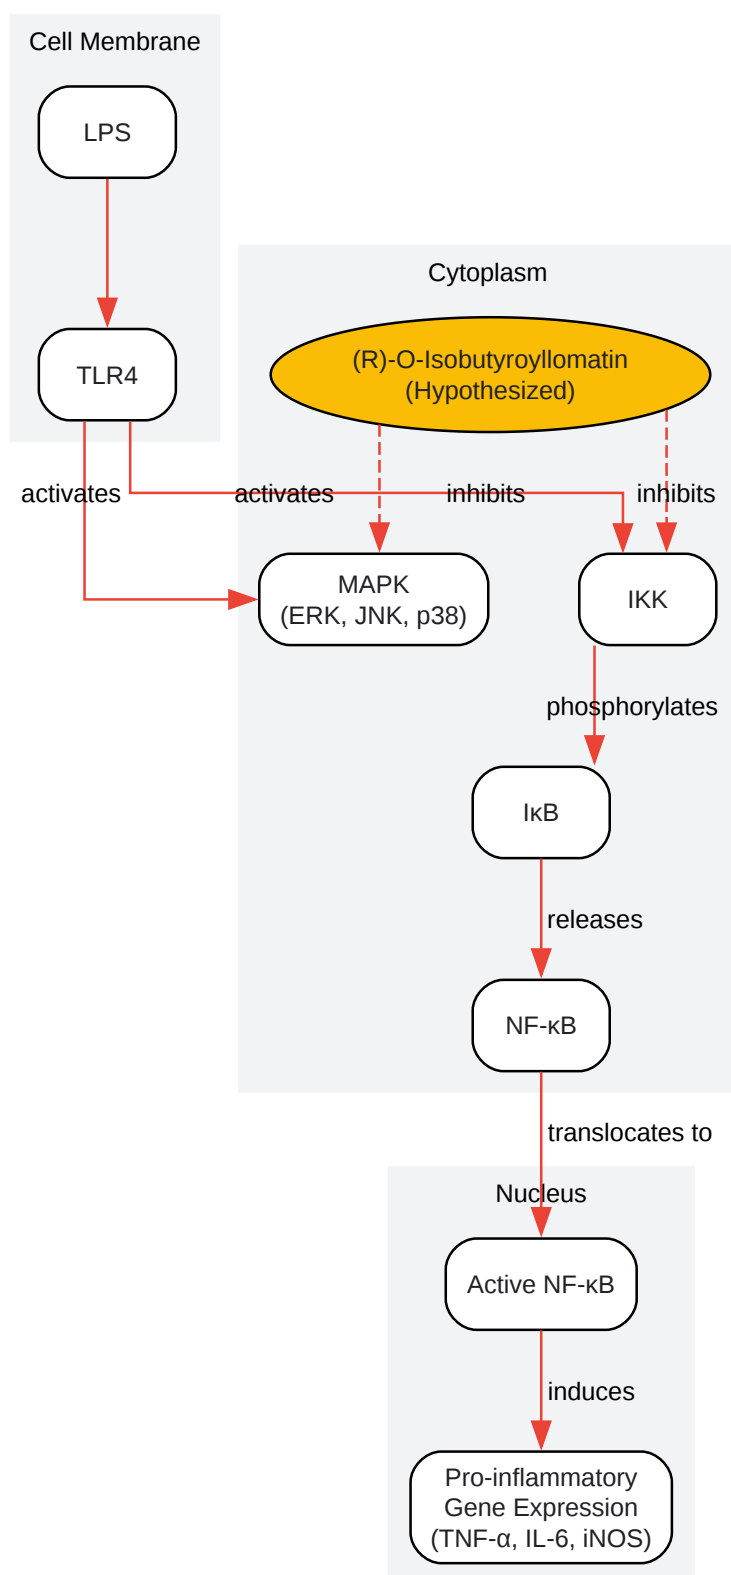 Cell Membrane
LPS
TLR4
Cytoplasm
(R)-O-Isobutyroyllomatin
(Hypothesized)
activates
activates
inhibits
inhibits
MAPK
(ERK, JNK, p38)
IKK
phosphorylates
IκB
releases
NF-κB
translocates to
Nucleus
Active NF-κB
induces
Pro-inflammatory
Gene Expression
(TNF-α, IL-6, iNOS)